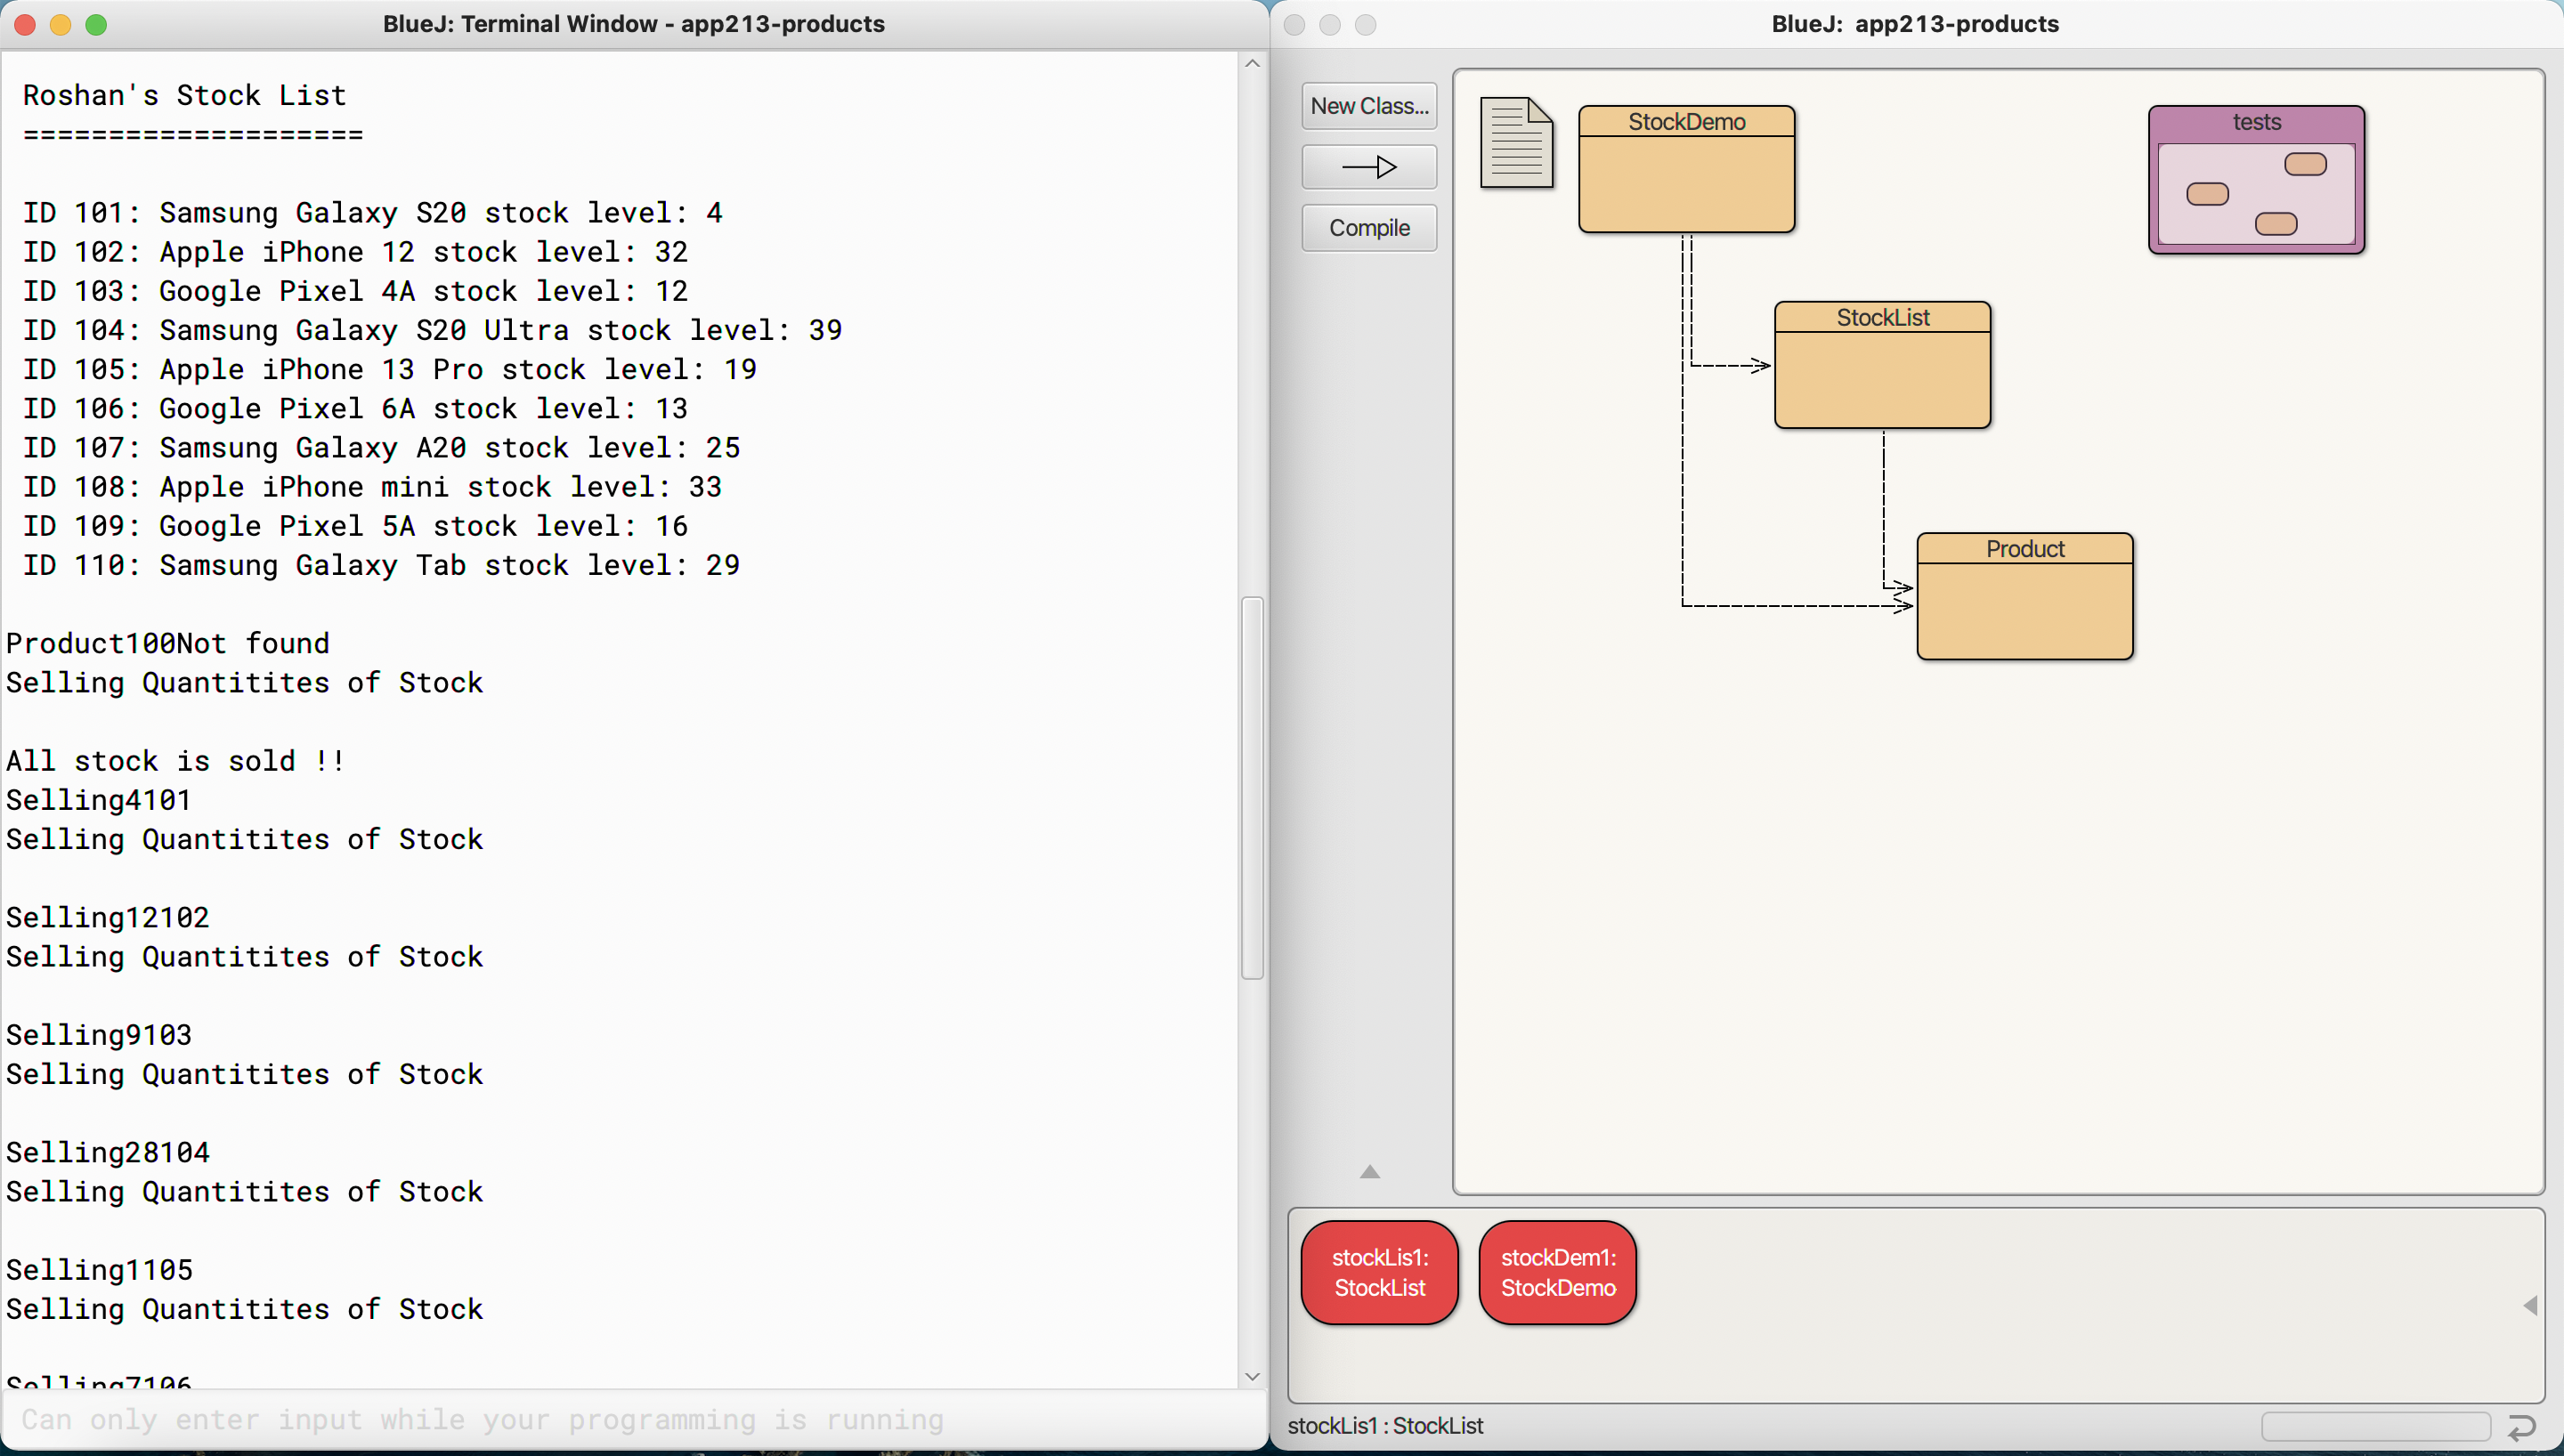 BlueJ: Terminal Window - app213-products
Roshan's Stock List
====================
ID 101: Samsung Galaxy S20 stock level: 4
ID 102: Apple iPhone 12 stock level: 32
ID 103: Google Pixel 4A stock level: 12
ID 104: Samsung Galaxy S20 Ultra stock level: 39
ID 105: Apple iPhone 13 Pro stock level: 19
ID 106: Google Pixel 6A stock level: 13
ID 107: Samsung Galaxy A20 stock level: 25
ID 108: Apple iPhone mini stock level: 33
ID 109: Google Pixel 5A stock level: 16
ID 110: Samsung Galaxy Tab stock level: 29
Product100Not found
Selling Quantitites of Stock
All stock is sold !!
Selling4101
Selling Quantitites of Stock
Selling12102
Selling Quantitites of Stock
Selling9103
Selling Quantitites of Stock
Selling28104
Selling Quantitites of Stock
Selling1105
Selling Quantitites of Stock
Selling7106
Can only enter input while your programming is running
BlueJ: app213-products
New Class...
Compile
StockDemo
tests
StockList
Product
stockLis1:
StockList
stockDem1:
StockDemo
stockLis1 : StockList